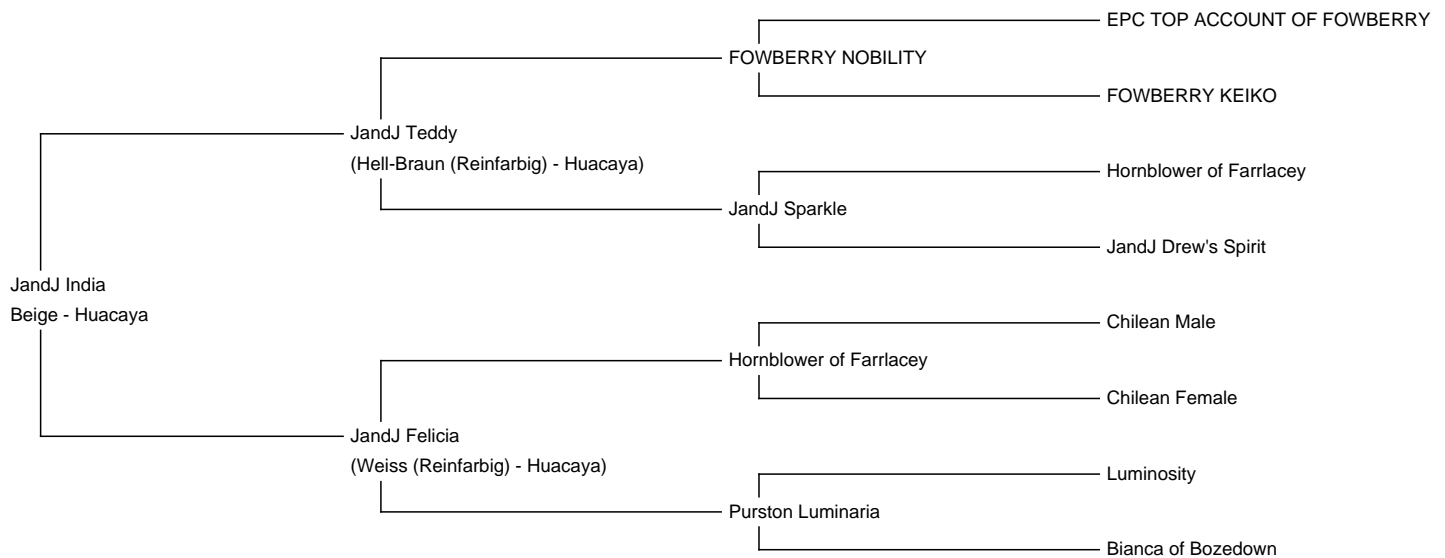 EPC TOP ACCOUNT OF FOWBERRY
FOWBERRY NOBILITY
FOWBERRY KEIKO
JandJ Teddy
(Hell-Braun (Reinfarbig) - Huacaya)
Hornblower of Farrlacey
JandJ Sparkle
JandJ Drew's Spirit
JandJ India
Beige - Huacaya
Chilean Male
Hornblower of Farrlacey
Chilean Female
JandJ Felicia
(Weiss (Reinfarbig) - Huacaya)
Luminosity
Purston Luminaria
Bianca of Bozedown